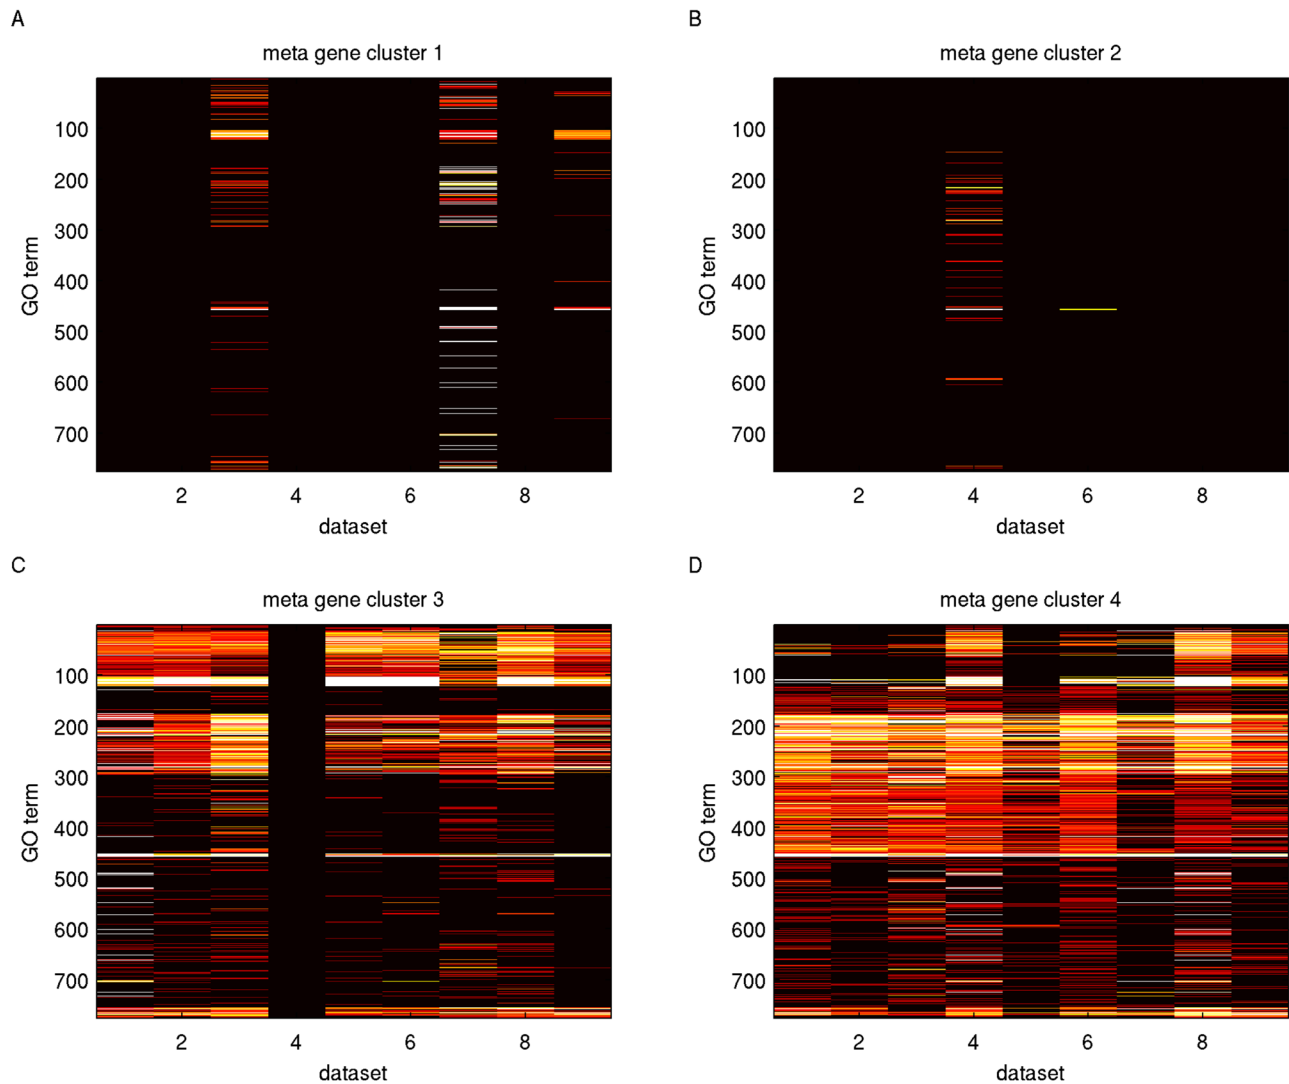 A
meta gene cluster 1
GO term
100
200
300
400
500
600
700
2 4 6 8
dataset
B
meta gene cluster 2
GO term
100
200
300
400
500
600
700
2 4 6 8
dataset
C
meta gene cluster 3
GO term
100
200
300
400
500
600
700
2 4 6 8
dataset
D
meta gene cluster 4
GO term
100
200
300
400
500
600
700
2 4 6 8
dataset